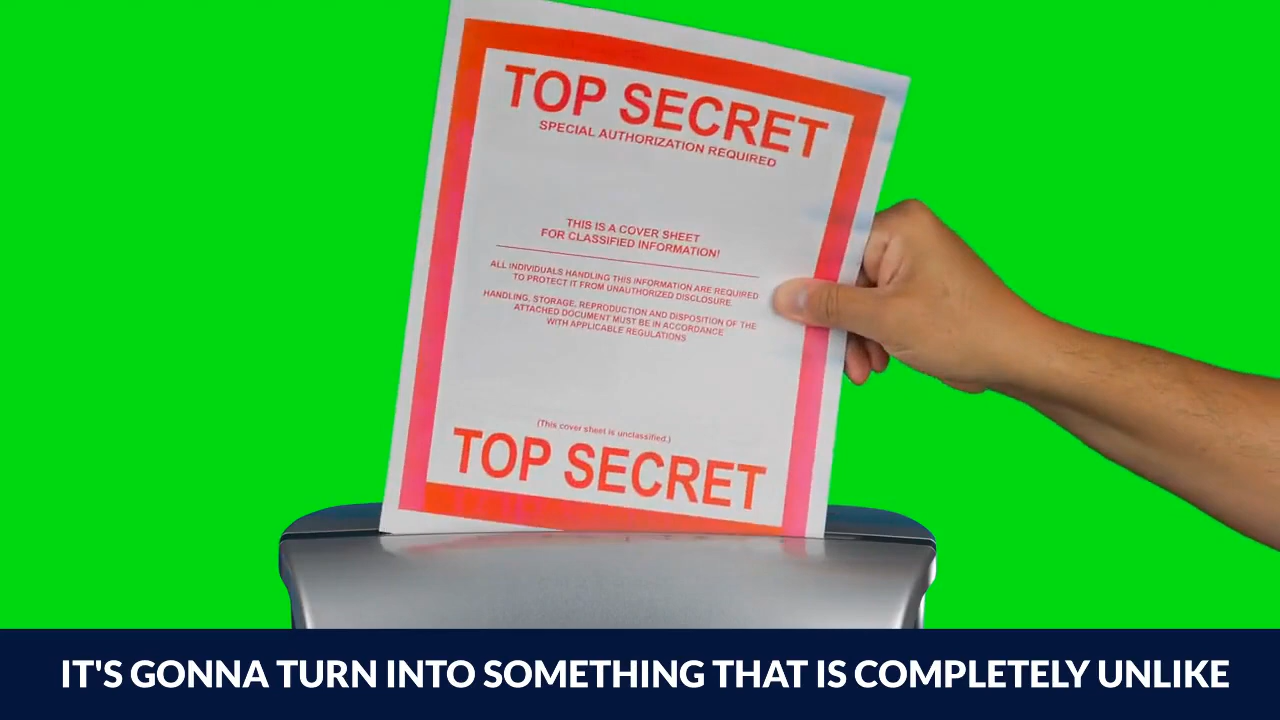 TOP SECRET
SPECIAL AUTHORIZATION REQUIRED
THIS IS A COVER SHEET
FOR CLASSIFIED INFORMATION!
ALL INDIVIDUALS HANDLING THIS INFORMATION ARE REQUIRED
TO PROTECT IT FROM UNAUTHORIZED DISCLOSURE.
HANDLING, STORAGE, REPRODUCTION AND DISPOSITION OF THE
ATTACHED DOCUMENT MUST BE IN ACCORDANCE
WITH APPLICABLE REGULATIONS
(This cover sheet is unclassified.)
TOP SECRET
IT'S GONNA TURN INTO SOMETHING THAT IS COMPLETELY UNLIKE